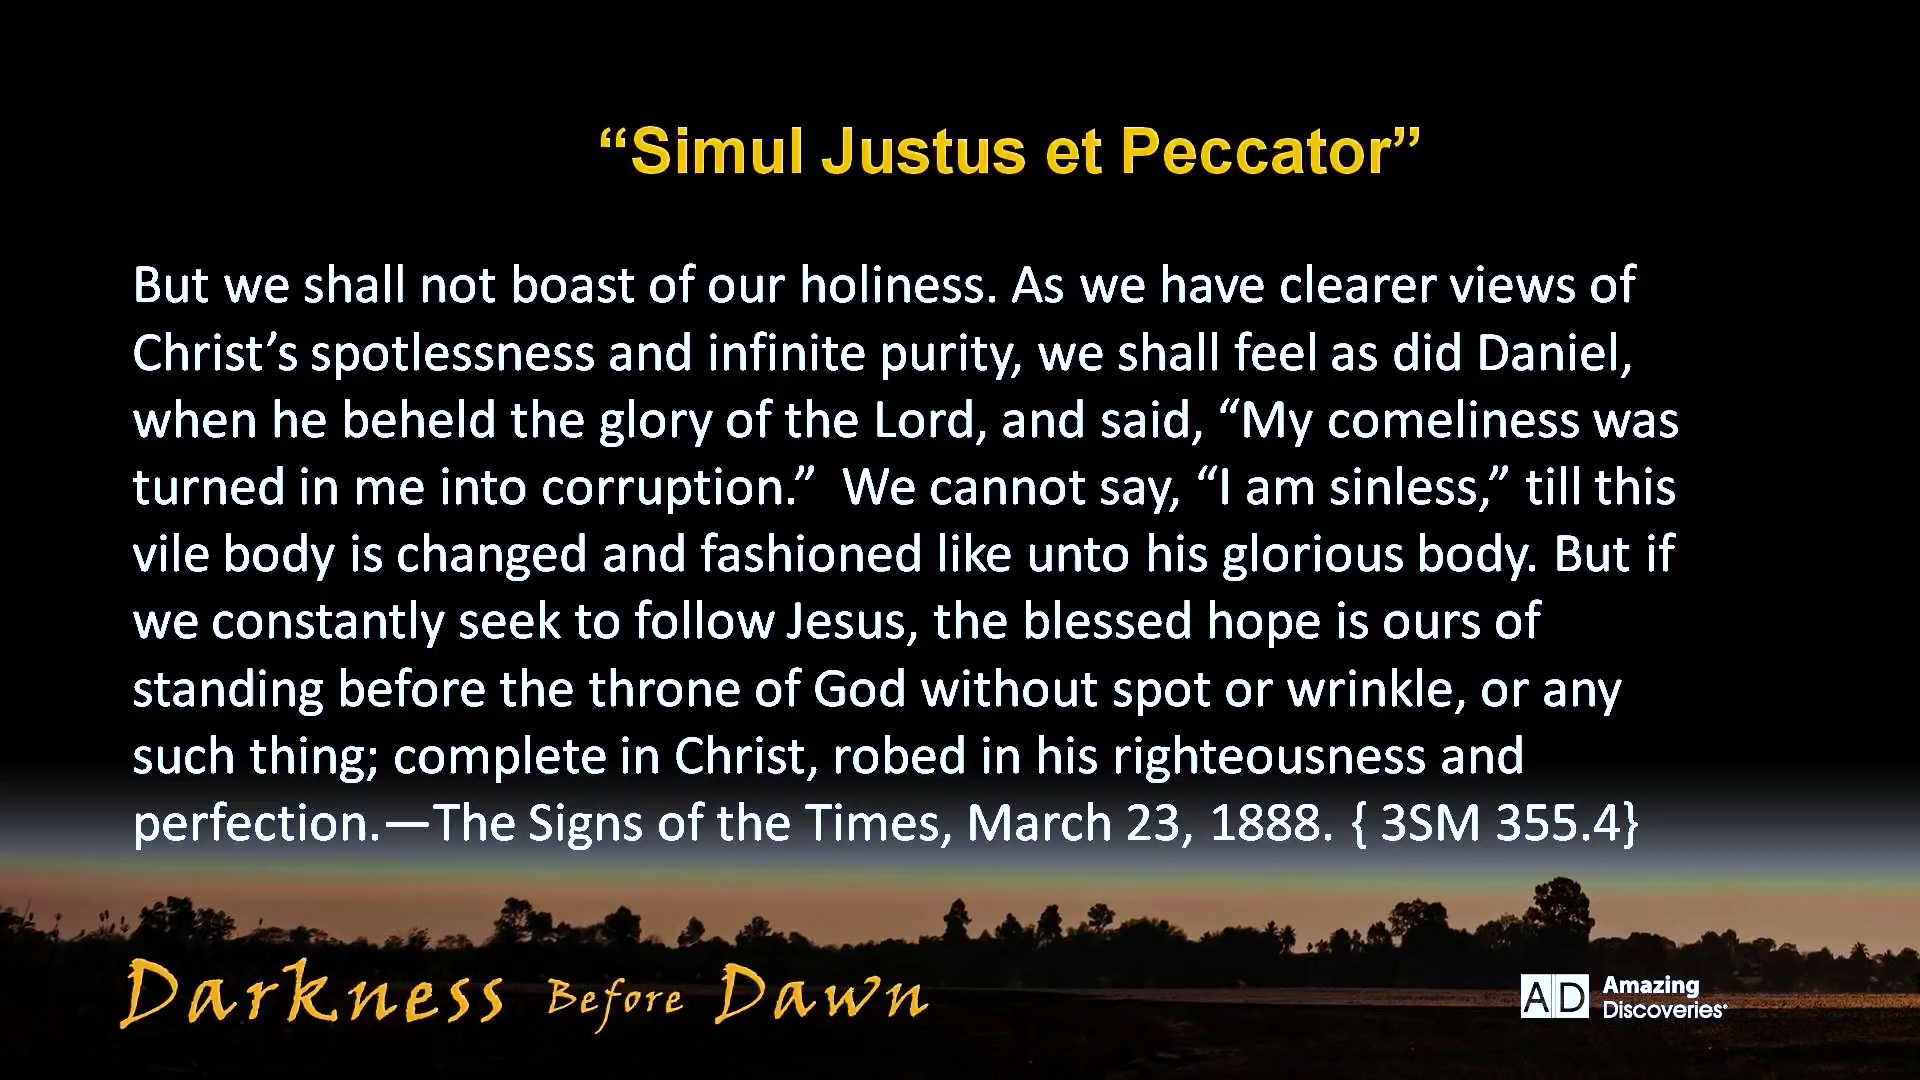 “Simul Justus et Peccator”
But we shall not boast of our holiness. As we have clearer views of
Christ’s spotlessness and infinite purity, we shall feel as did Daniel,
when he beheld the glory of the Lord, and said, “My comeliness was
turned in me into corruption.”  We cannot say, “I am sinless,” till this
vile body is changed and fashioned like unto his glorious body. But if
we constantly seek to follow Jesus, the blessed hope is ours of
standing before the throne of God without spot or wrinkle, or any
such thing; complete in Christ, robed in his righteousness and
perfection.—The Signs of the Times, March 23, 1888. { 3SM 355.4}
Darkness Before Dawn
AD Amazing
Discoveries